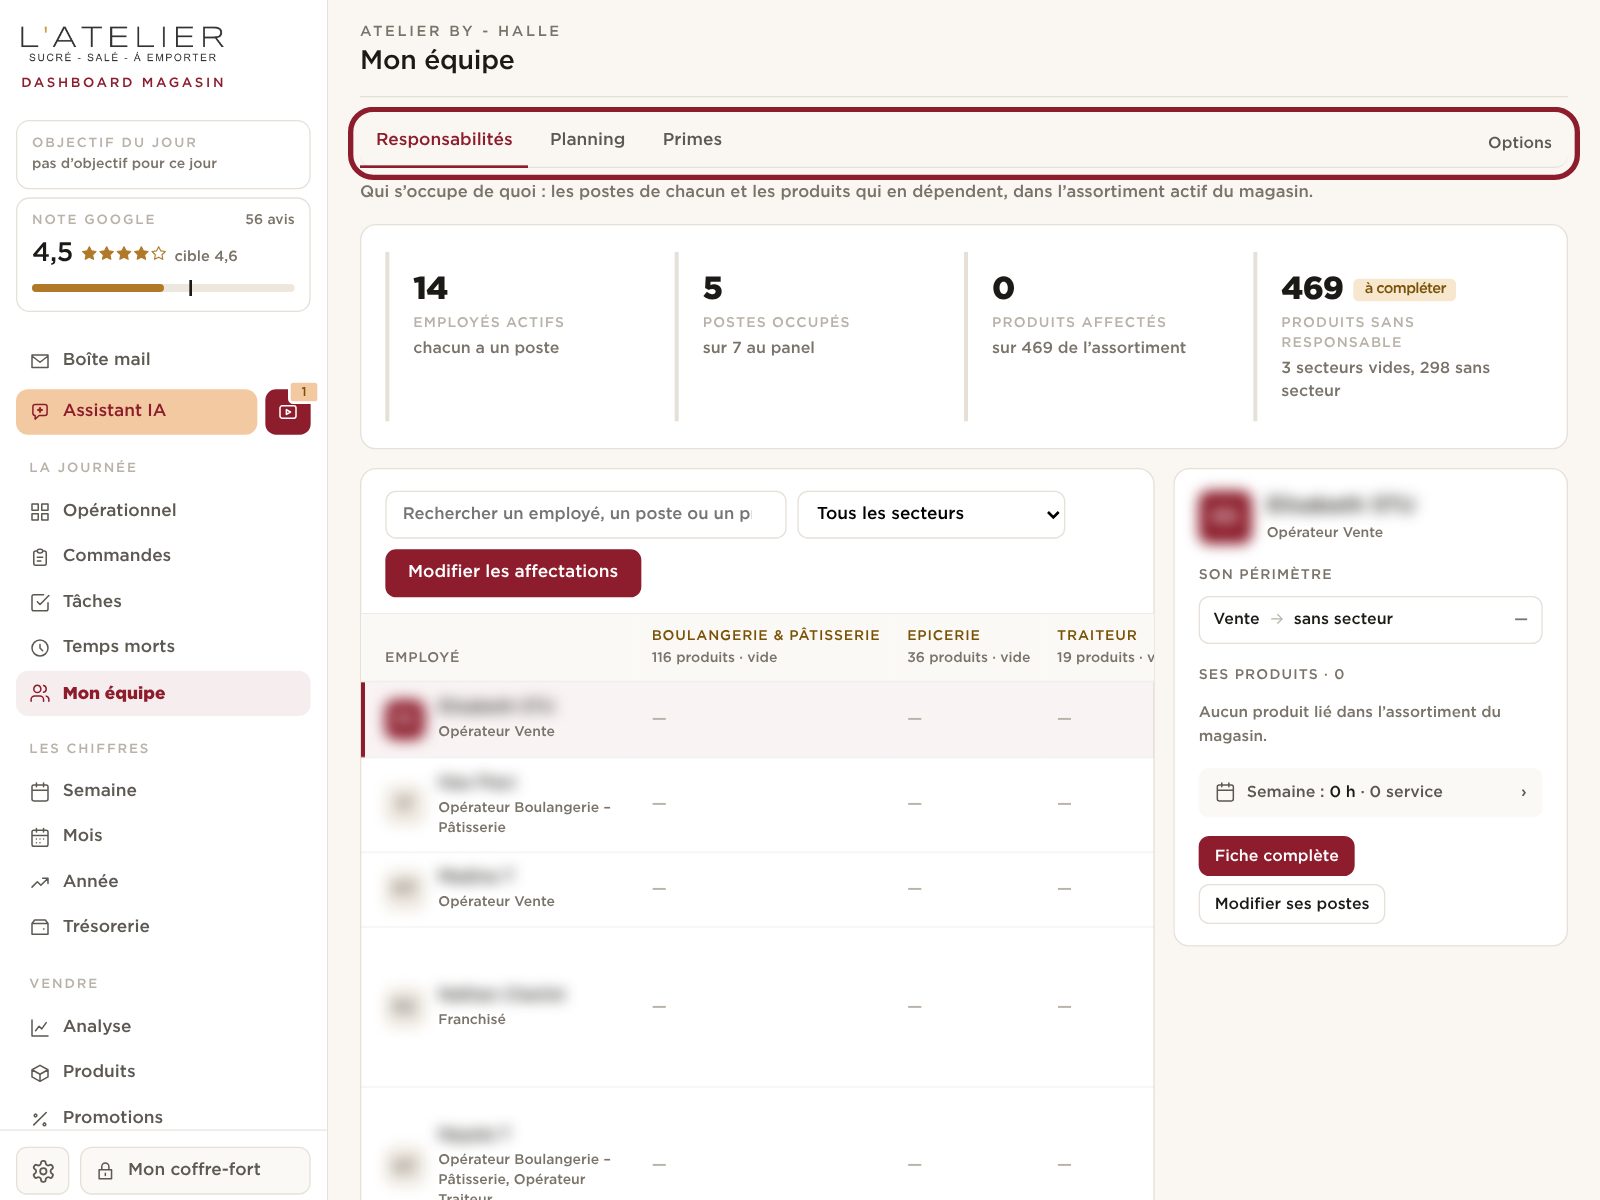 L'ATELIER
SUCRÉ - SALÉ - À EMPORTER
DASHBOARD MAGASIN
OBJECTIF DU JOUR
pas d'objectif pour ce jour
NOTE GOOGLE
56 avis
4,5
cible 4,6
Boîte mail
Assistant IA
1
LA JOURNÉE
Opérationnel
Commandes
Tâches
Temps morts
Mon équipe
LES CHIFFRES
Semaine
Mois
Année
Trésorerie
VENDRE
Analyse
Produits
Promotions
Mon coffre-fort
ATELIER BY - HALLE
Mon équipe
Responsabilités
Planning
Primes
Options
Qui s'occupe de quoi : les postes de chacun et les produits qui en dépendent, dans l'assortiment actif du magasin.
14
EMPLOYÉS ACTIFS
chacun a un poste
5
POSTES OCCUPÉS
sur 7 au panel
0
PRODUITS AFFECTÉS
sur 469 de l'assortiment
469 à compléter
PRODUITS SANS
RESPONSABLE
3 secteurs vides, 298 sans
secteur
Rechercher un employé, un poste ou un p
Tous les secteurs
Modifier les affectations
EMPLOYÉ
BOULANGERIE & PÂTISSERIE
116 produits · vide
EPICERIE
36 produits · vide
TRAITEUR
19 produits · v
Opérateur Vente
— — —
Opérateur Boulangerie –
Pâtisserie
— — —
Opérateur Vente
— — —
Franchisé
— — —
Opérateur Boulangerie –
Pâtisserie, Opérateur
Traiteur
— — —
Opérateur Vente
SON PÉRIMÈTRE
Vente → sans secteur —
SES PRODUITS · 0
Aucun produit lié dans l'assortiment du
magasin.
Semaine : 0 h · 0 service ›
Fiche complète
Modifier ses postes